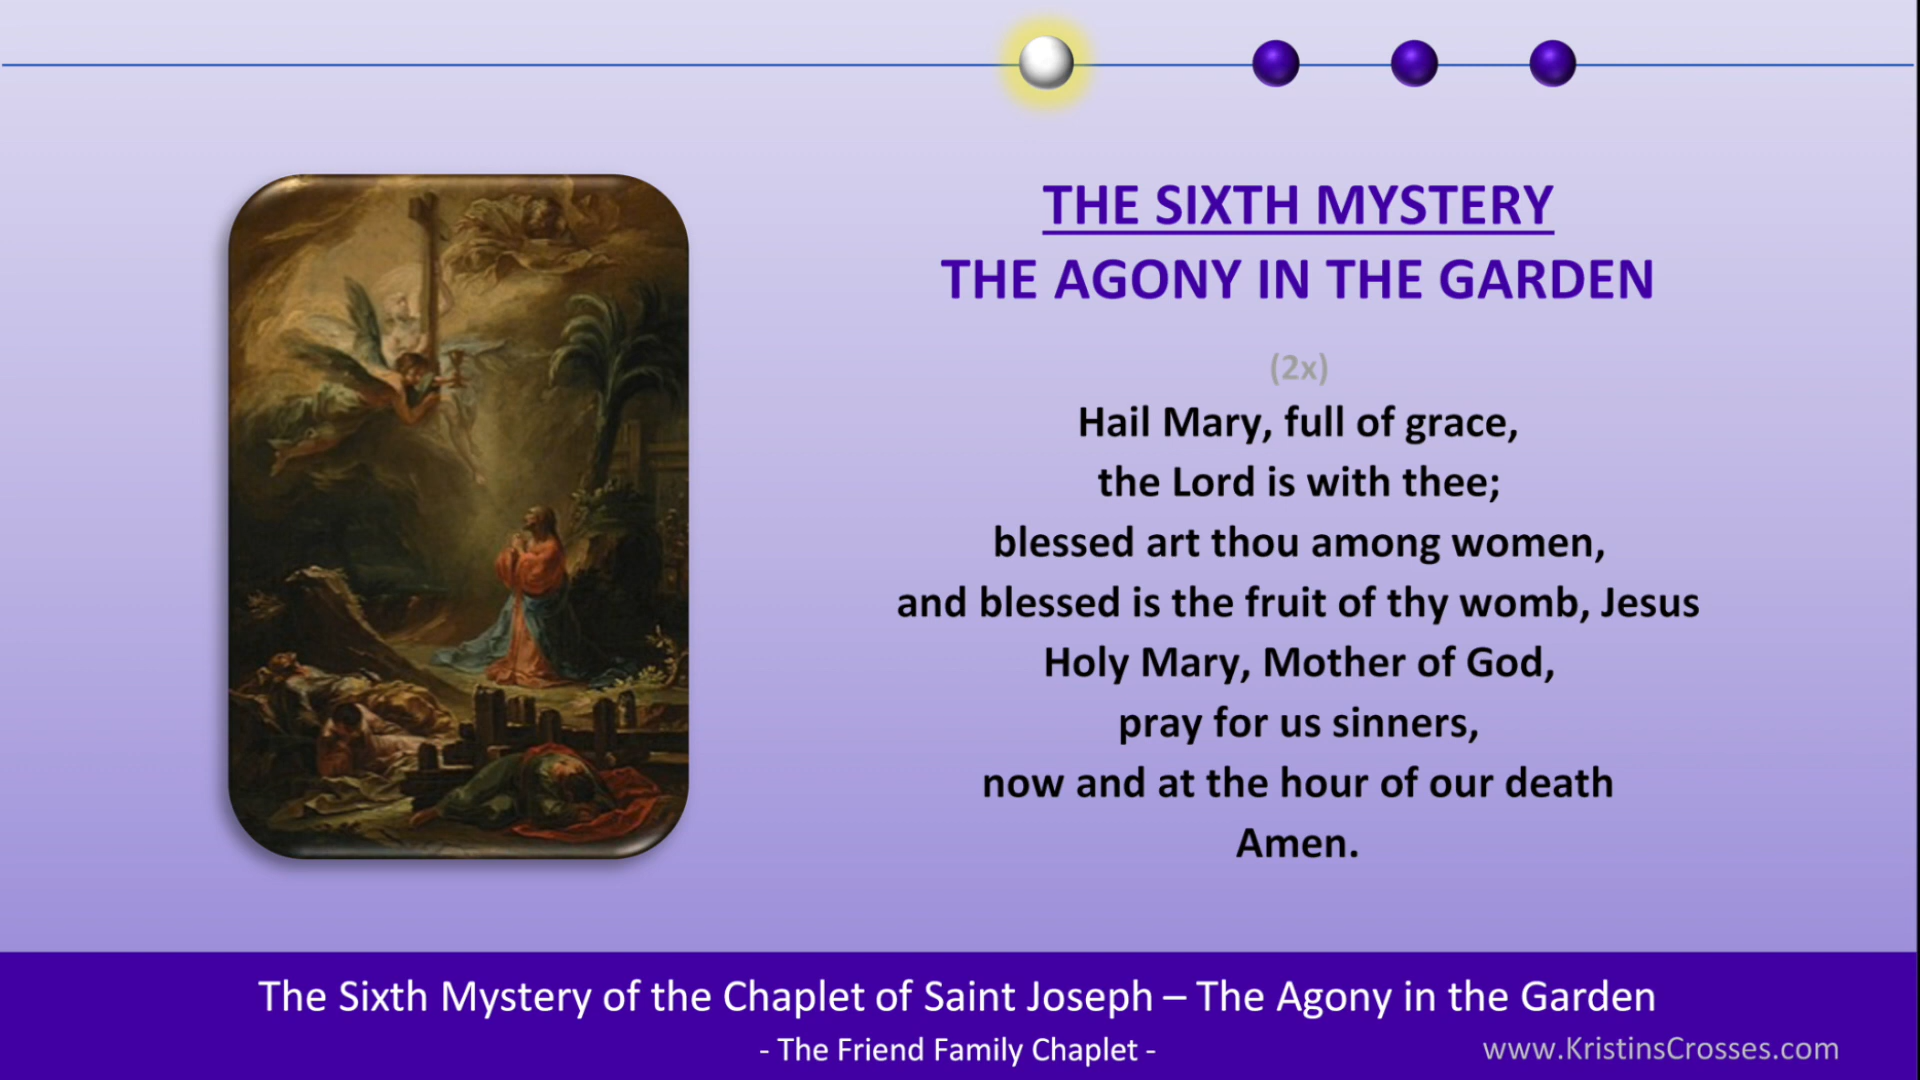 THE SIXTH MYSTERY
THE AGONY IN THE GARDEN
(2x)
Hail Mary, full of grace,
the Lord is with thee;
blessed art thou among women,
and blessed is the fruit of thy womb, Jesus
Holy Mary, Mother of God,
pray for us sinners,
now and at the hour of our death
Amen.
The Sixth Mystery of the Chaplet of Saint Joseph – The Agony in the Garden
- The Friend Family Chaplet -
www.KristinsCrosses.com